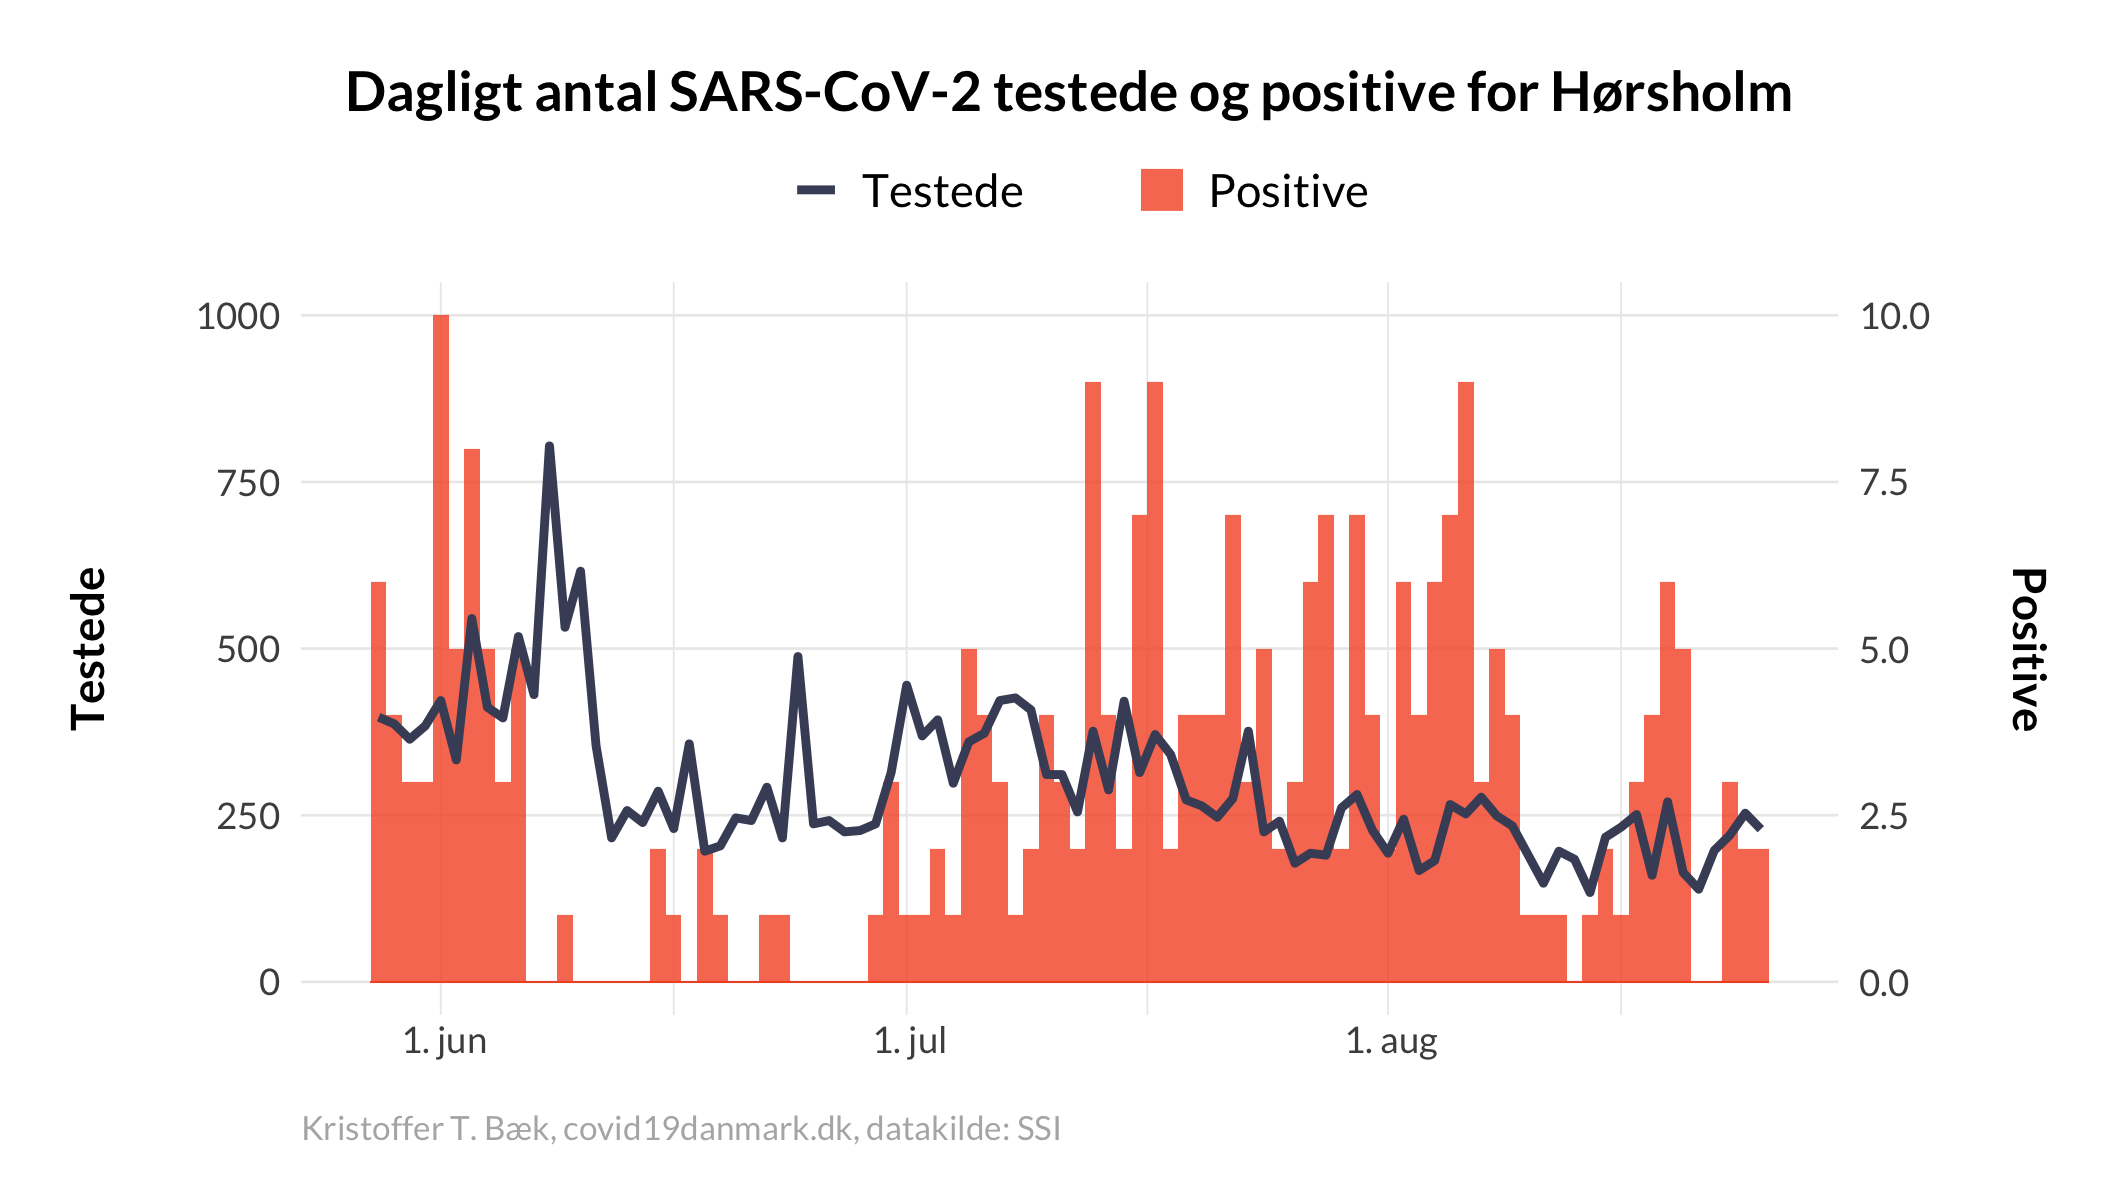 Dagligt antal SARS-CoV-2 testede og positive for Hørsholm
Testede Positive
1000 10.0
750 7.5
500 5.0
250 2.5
0 0.0
Testede
Positive
1. jun 1. jul 1. aug
Kristoffer T. Bæk, covid19danmark.dk, datakilde: SSI